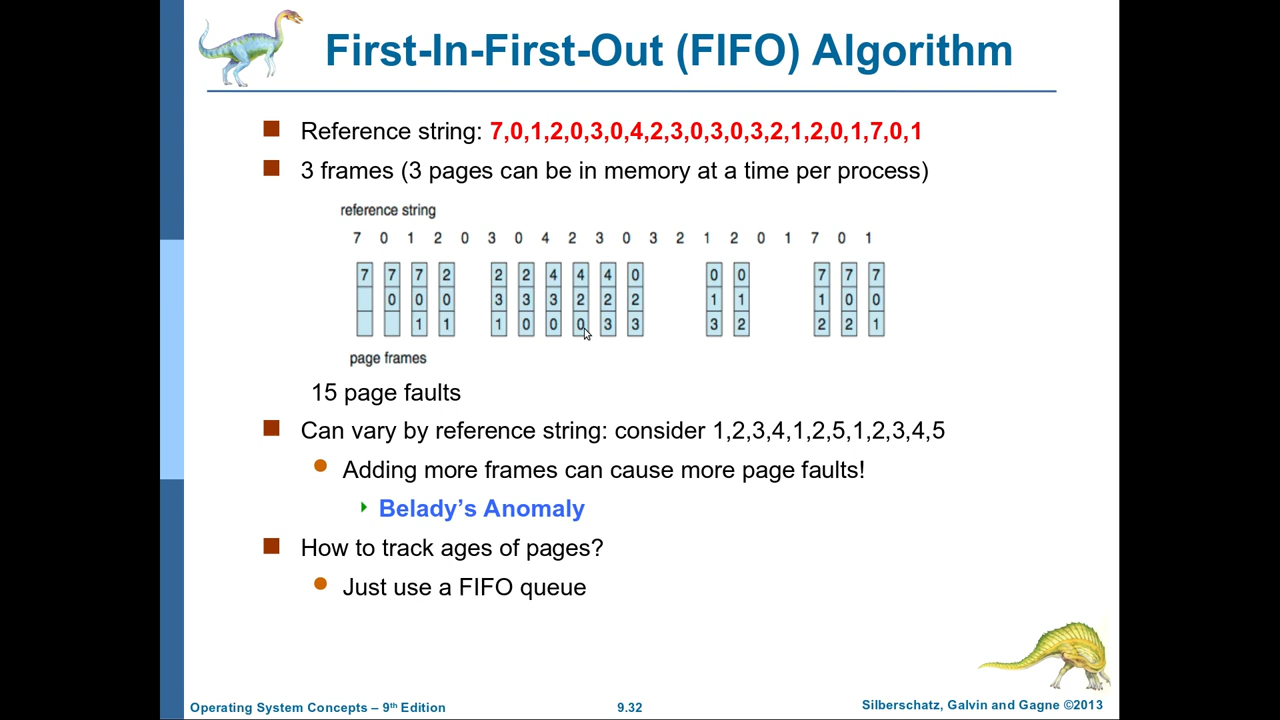 First-In-First-Out (FIFO) Algorithm
Reference string: 7,0,1,2,0,3,0,4,2,3,0,3,0,3,2,1,2,0,1,7,0,1
3 frames (3 pages can be in memory at a time per process)
reference string
7 0 1 2 0 3 0 4 2 3 0 3 2 1 2 0 1 7 0 1
7 7 7 2 2 2 4 4 4 0 0 0 7 7 7
0 0 0 3 3 3 2 2 2 1 1 1 0 0
1 1 1 0 0 0 3 3 3 2 2 2 1
page frames
15 page faults
Can vary by reference string: consider 1,2,3,4,1,2,5,1,2,3,4,5
Adding more frames can cause more page faults!
Belady’s Anomaly
How to track ages of pages?
Just use a FIFO queue
Operating System Concepts – 9th Edition
9.32
Silberschatz, Galvin and Gagne ©2013